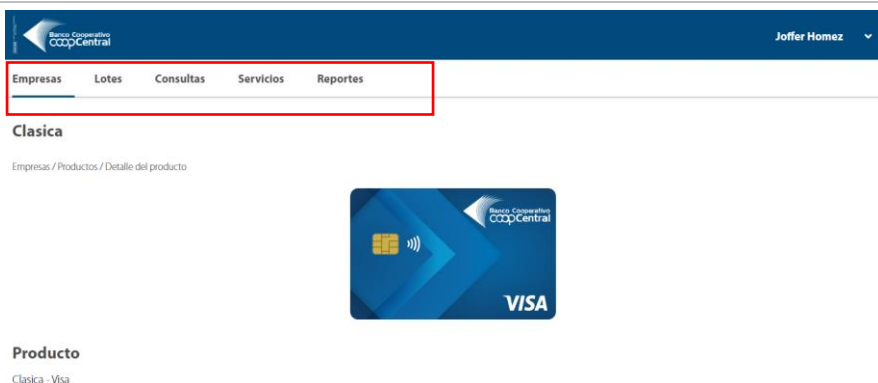 Banco Cooperativo
coopCentral
Joffer Homez
Empresas Lotes Consultas Servicios Reportes
Clasica
Empresas / Productos / Detalle del producto
Banco Cooperativo
coopCentral
VISA
Producto
Clasica - Visa